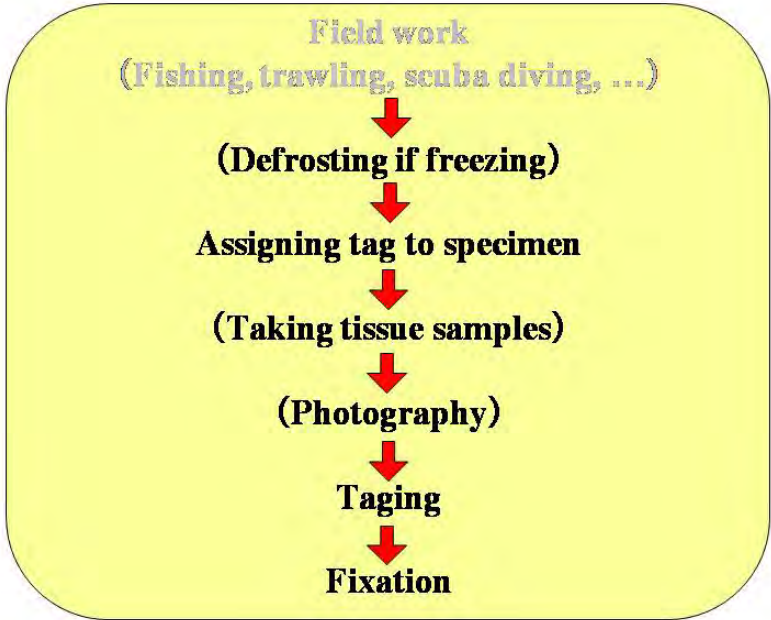 Field work
(Fishing, trawling, scuba diving, ...)
(Defrosting if freezing)
Assigning tag to specimen
(Taking tissue samples)
(Photography)
Taging
Fixation